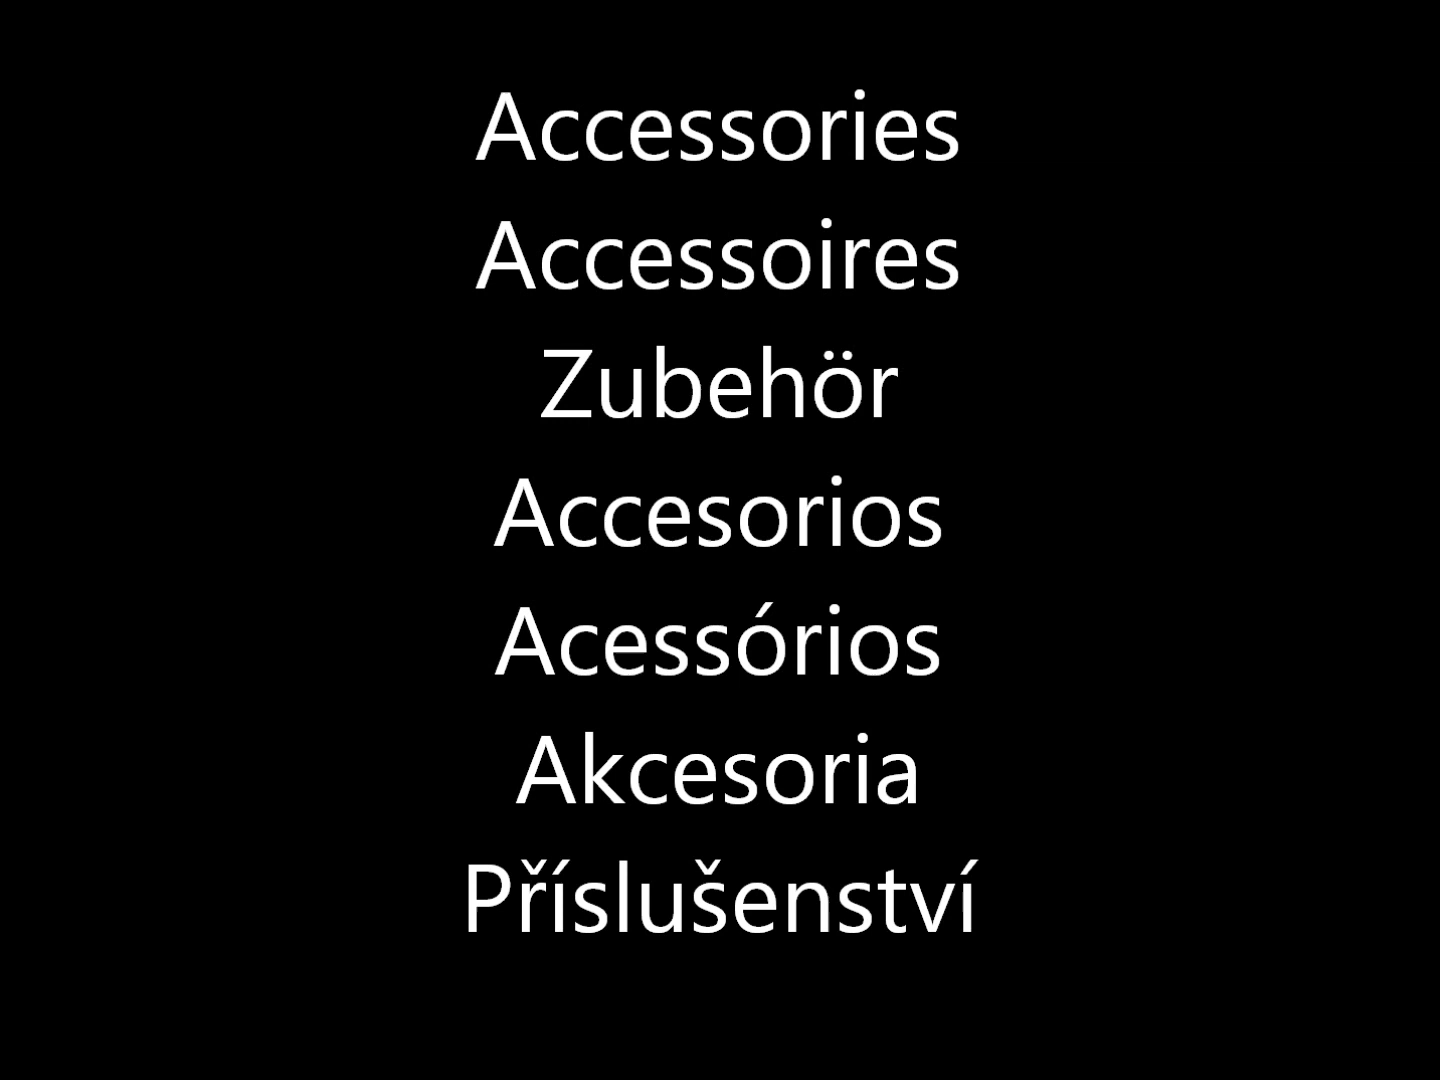 Accessories
Accessoires
Zubehör
Accesorios
Acessórios
Akcesoria
Příslušenství